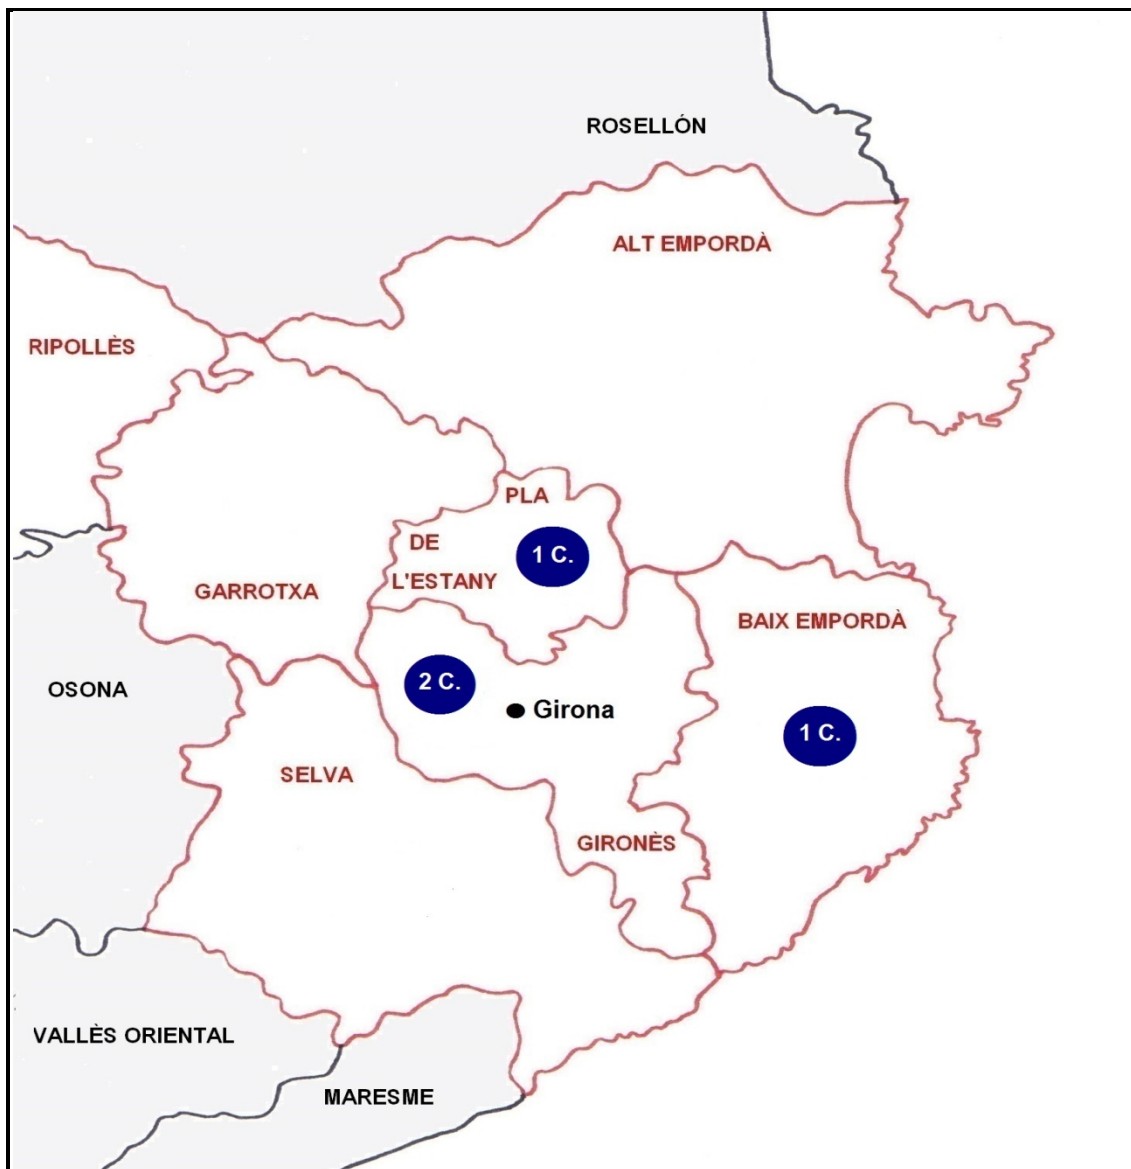 ROSELLÓN
ALT EMPORDÀ
RIPOLLÈS
PLA
DE
1 C.
L'ESTANY
GARROTXA
BAIX EMPORDÀ
2 C.
OSONA
Girona
1 C.
SELVA
GIRONÈS
VALLÈS ORIENTAL
MARESME